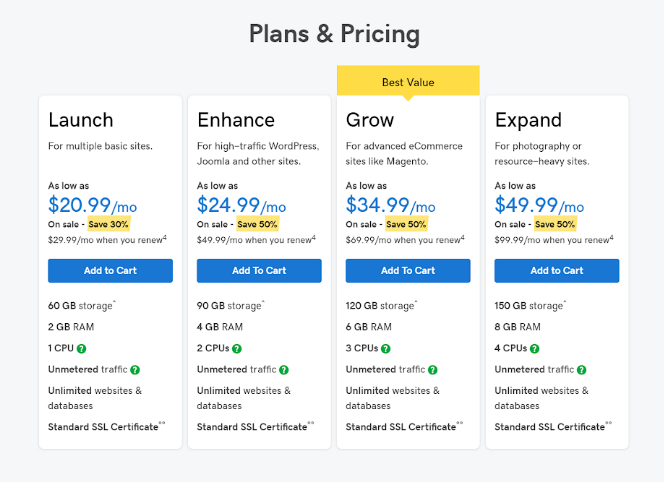 Plans & Pricing
Best Value
Launch
For multiple basic sites.
As low as
$20.99/mo
On sale - Save 30%
$29.99/mo when you renew⁴
Add to Cart
60 GB storage^
2 GB RAM
1 CPU ?
Unmetered traffic ?
Unlimited websites &
databases
Standard SSL Certificate**
Enhance
For high-traffic WordPress,
Joomla and other sites.
As low as
$24.99/mo
On sale - Save 50%
$49.99/mo when you renew⁴
Add To Cart
90 GB storage^
4 GB RAM
2 CPUs ?
Unmetered traffic ?
Unlimited websites &
databases
Standard SSL Certificate**
Grow
For advanced eCommerce
sites like Magento.
As low as
$34.99/mo
On sale - Save 50%
$69.99/mo when you renew⁴
Add To Cart
120 GB storage^
6 GB RAM
3 CPUs ?
Unmetered traffic ?
Unlimited websites &
databases
Standard SSL Certificate**
Expand
For photography or
resource-heavy sites.
As low as
$49.99/mo
On sale - Save 50%
$99.99/mo when you renew⁴
Add to Cart
150 GB storage^
8 GB RAM
4 CPUs ?
Unmetered traffic ?
Unlimited websites &
databases
Standard SSL Certificate**